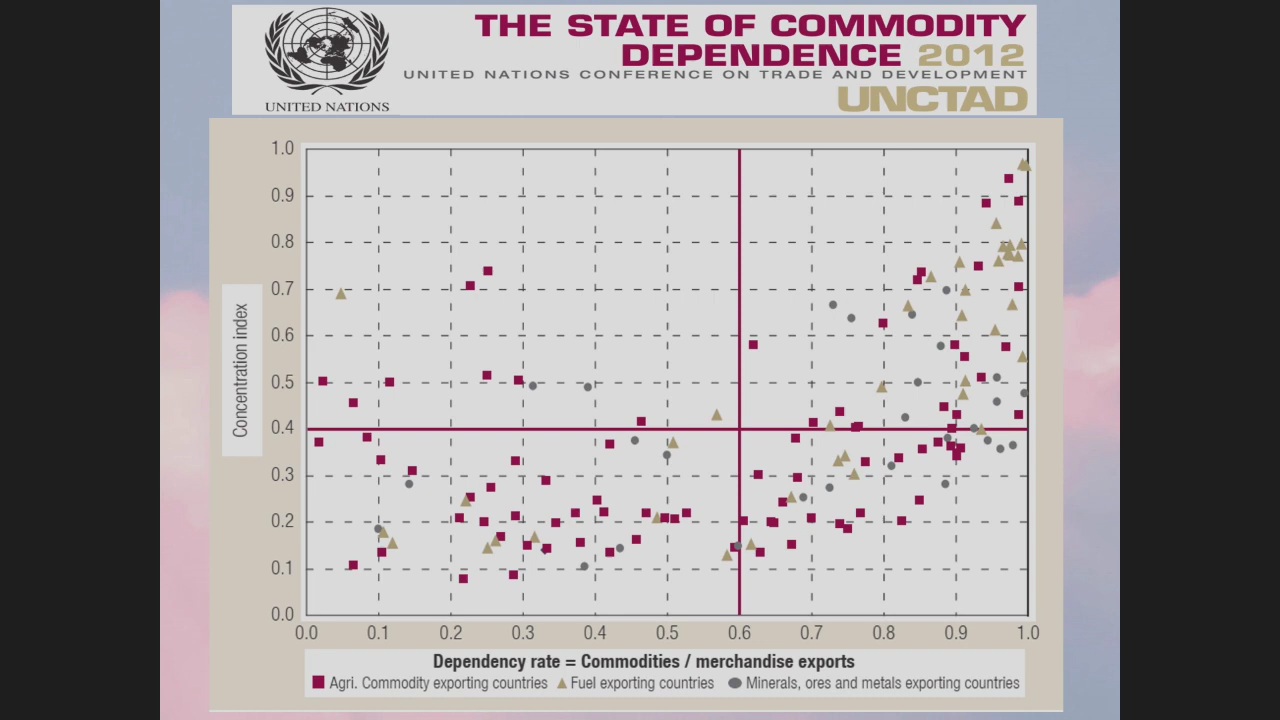 THE STATE OF COMMODITY
DEPENDENCE 2012
UNITED NATIONS CONFERENCE ON TRADE AND DEVELOPMENT
UNCTAD
UNITED NATIONS
Concentration index
1.0
0.9
0.8
0.7
0.6
0.5
0.4
0.3
0.2
0.1
0.0
0.0 0.1 0.2 0.3 0.4 0.5 0.6 0.7 0.8 0.9 1.0
Dependency rate = Commodities / merchandise exports
Agri. Commodity exporting countries Fuel exporting countries Minerals, ores and metals exporting countries